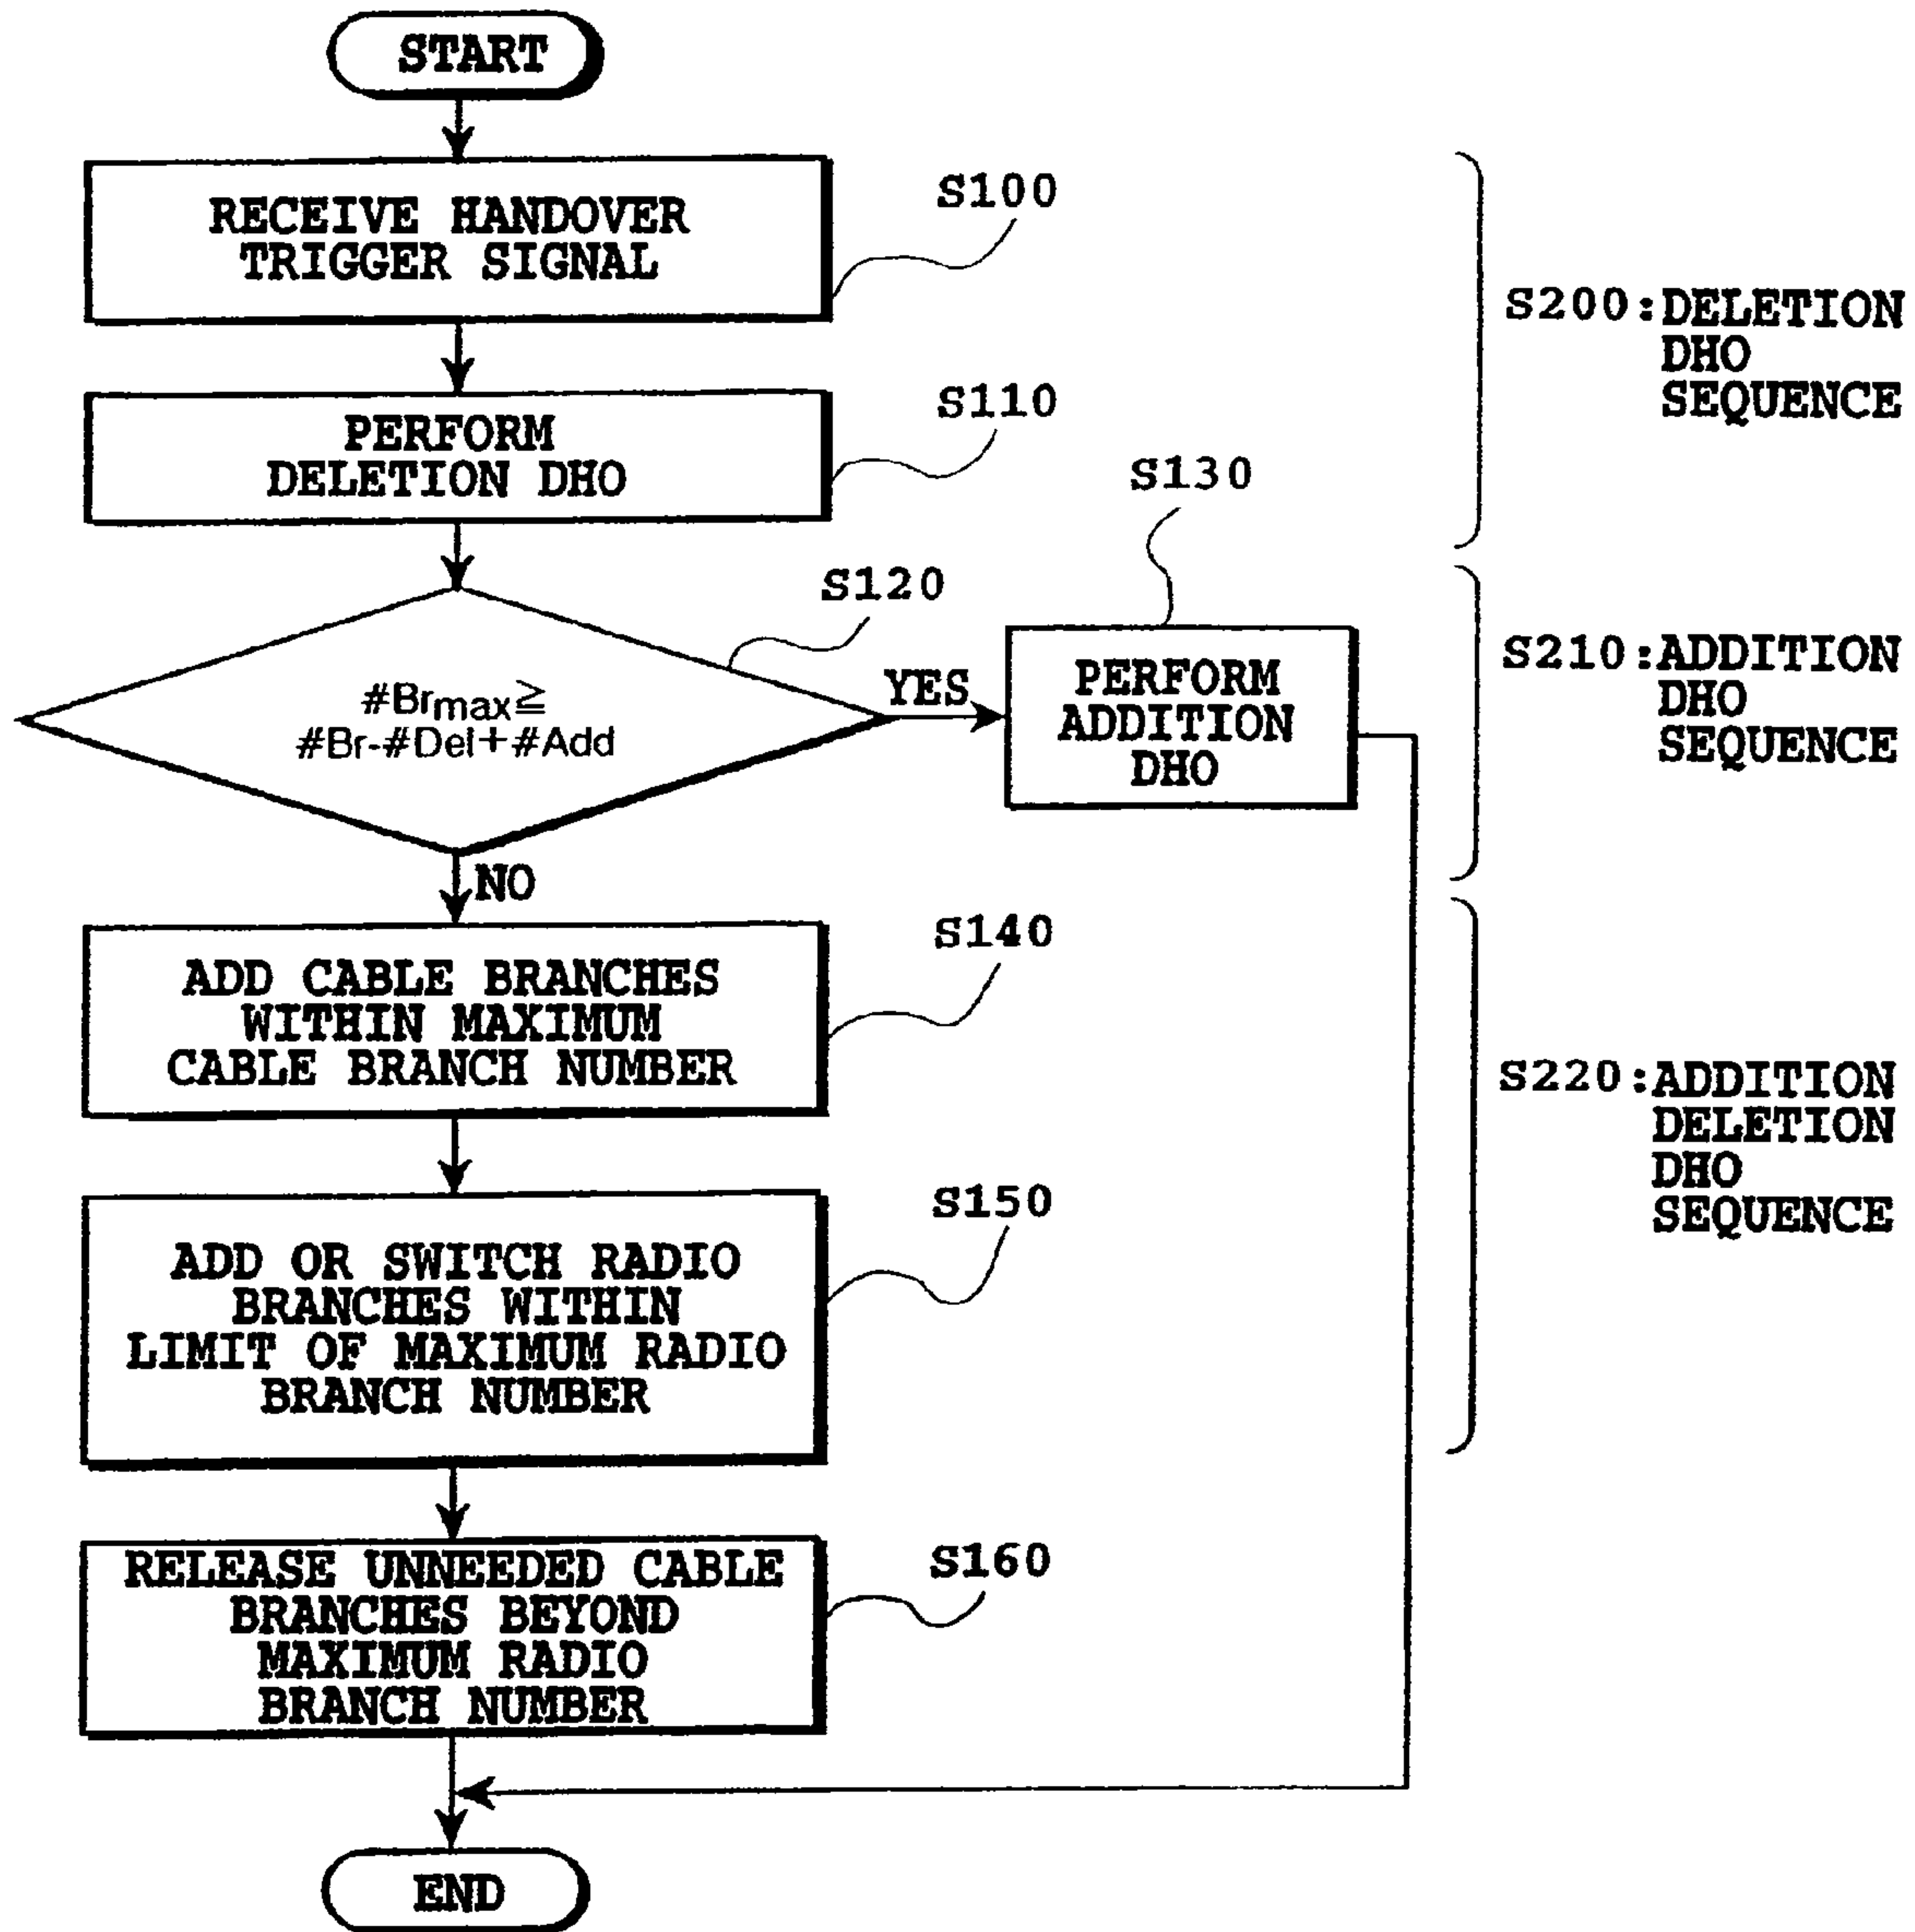 START
RECEIVE HANDOVER
TRIGGER SIGNAL
S100
S200:DELETION
DHO
SEQUENCE
PERFORM
DELETION DHO
S110
S120
#Brmax≧
#Br-#Del+#Add
YES
S130
PERFORM
ADDITION
DHO
S210:ADDITION
DHO
SEQUENCE
NO
ADD CABLE BRANCHES
WITHIN MAXIMUM
CABLE BRANCH NUMBER
S140
S220:ADDITION
DELETION
DHO
SEQUENCE
ADD OR SWITCH RADIO
BRANCHES WITHIN
LIMIT OF MAXIMUM RADIO
BRANCH NUMBER
S150
RELEASE UNNEEDED CABLE
BRANCHES BEYOND
MAXIMUM RADIO
BRANCH NUMBER
S160
END